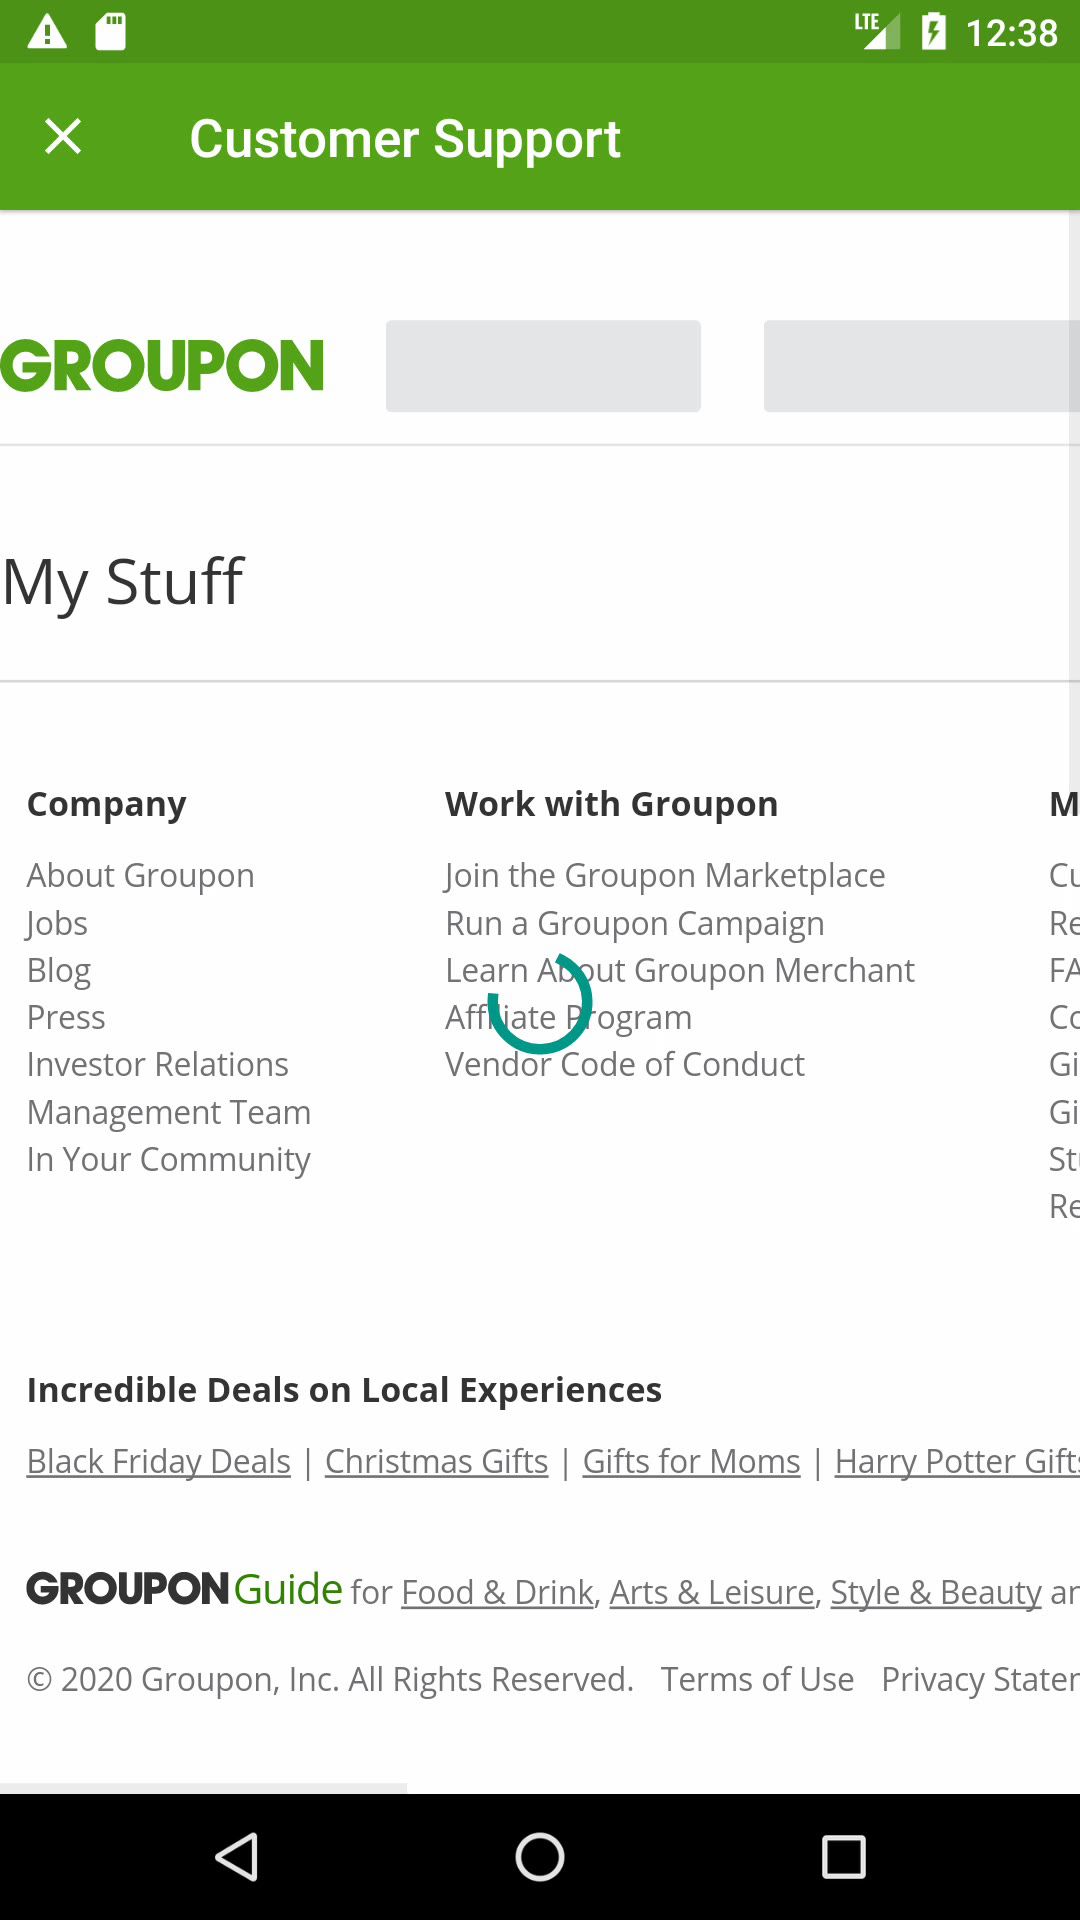 LTE 12:38
Customer Support
GROUPON
My Stuff
Company
About Groupon
Jobs
Blog
Press
Investor Relations
Management Team
In Your Community
Work with Groupon
Join the Groupon Marketplace
Run a Groupon Campaign
Learn About Groupon Merchant
Affiliate Program
Vendor Code of Conduct
M
Cu
Re
FA
Co
Gi
Gi
Stu
Re
Incredible Deals on Local Experiences
Black Friday Deals | Christmas Gifts | Gifts for Moms | Harry Potter Gifts
GROUPON Guide for Food & Drink, Arts & Leisure, Style & Beauty an
© 2020 Groupon, Inc. All Rights Reserved. Terms of Use Privacy Stater